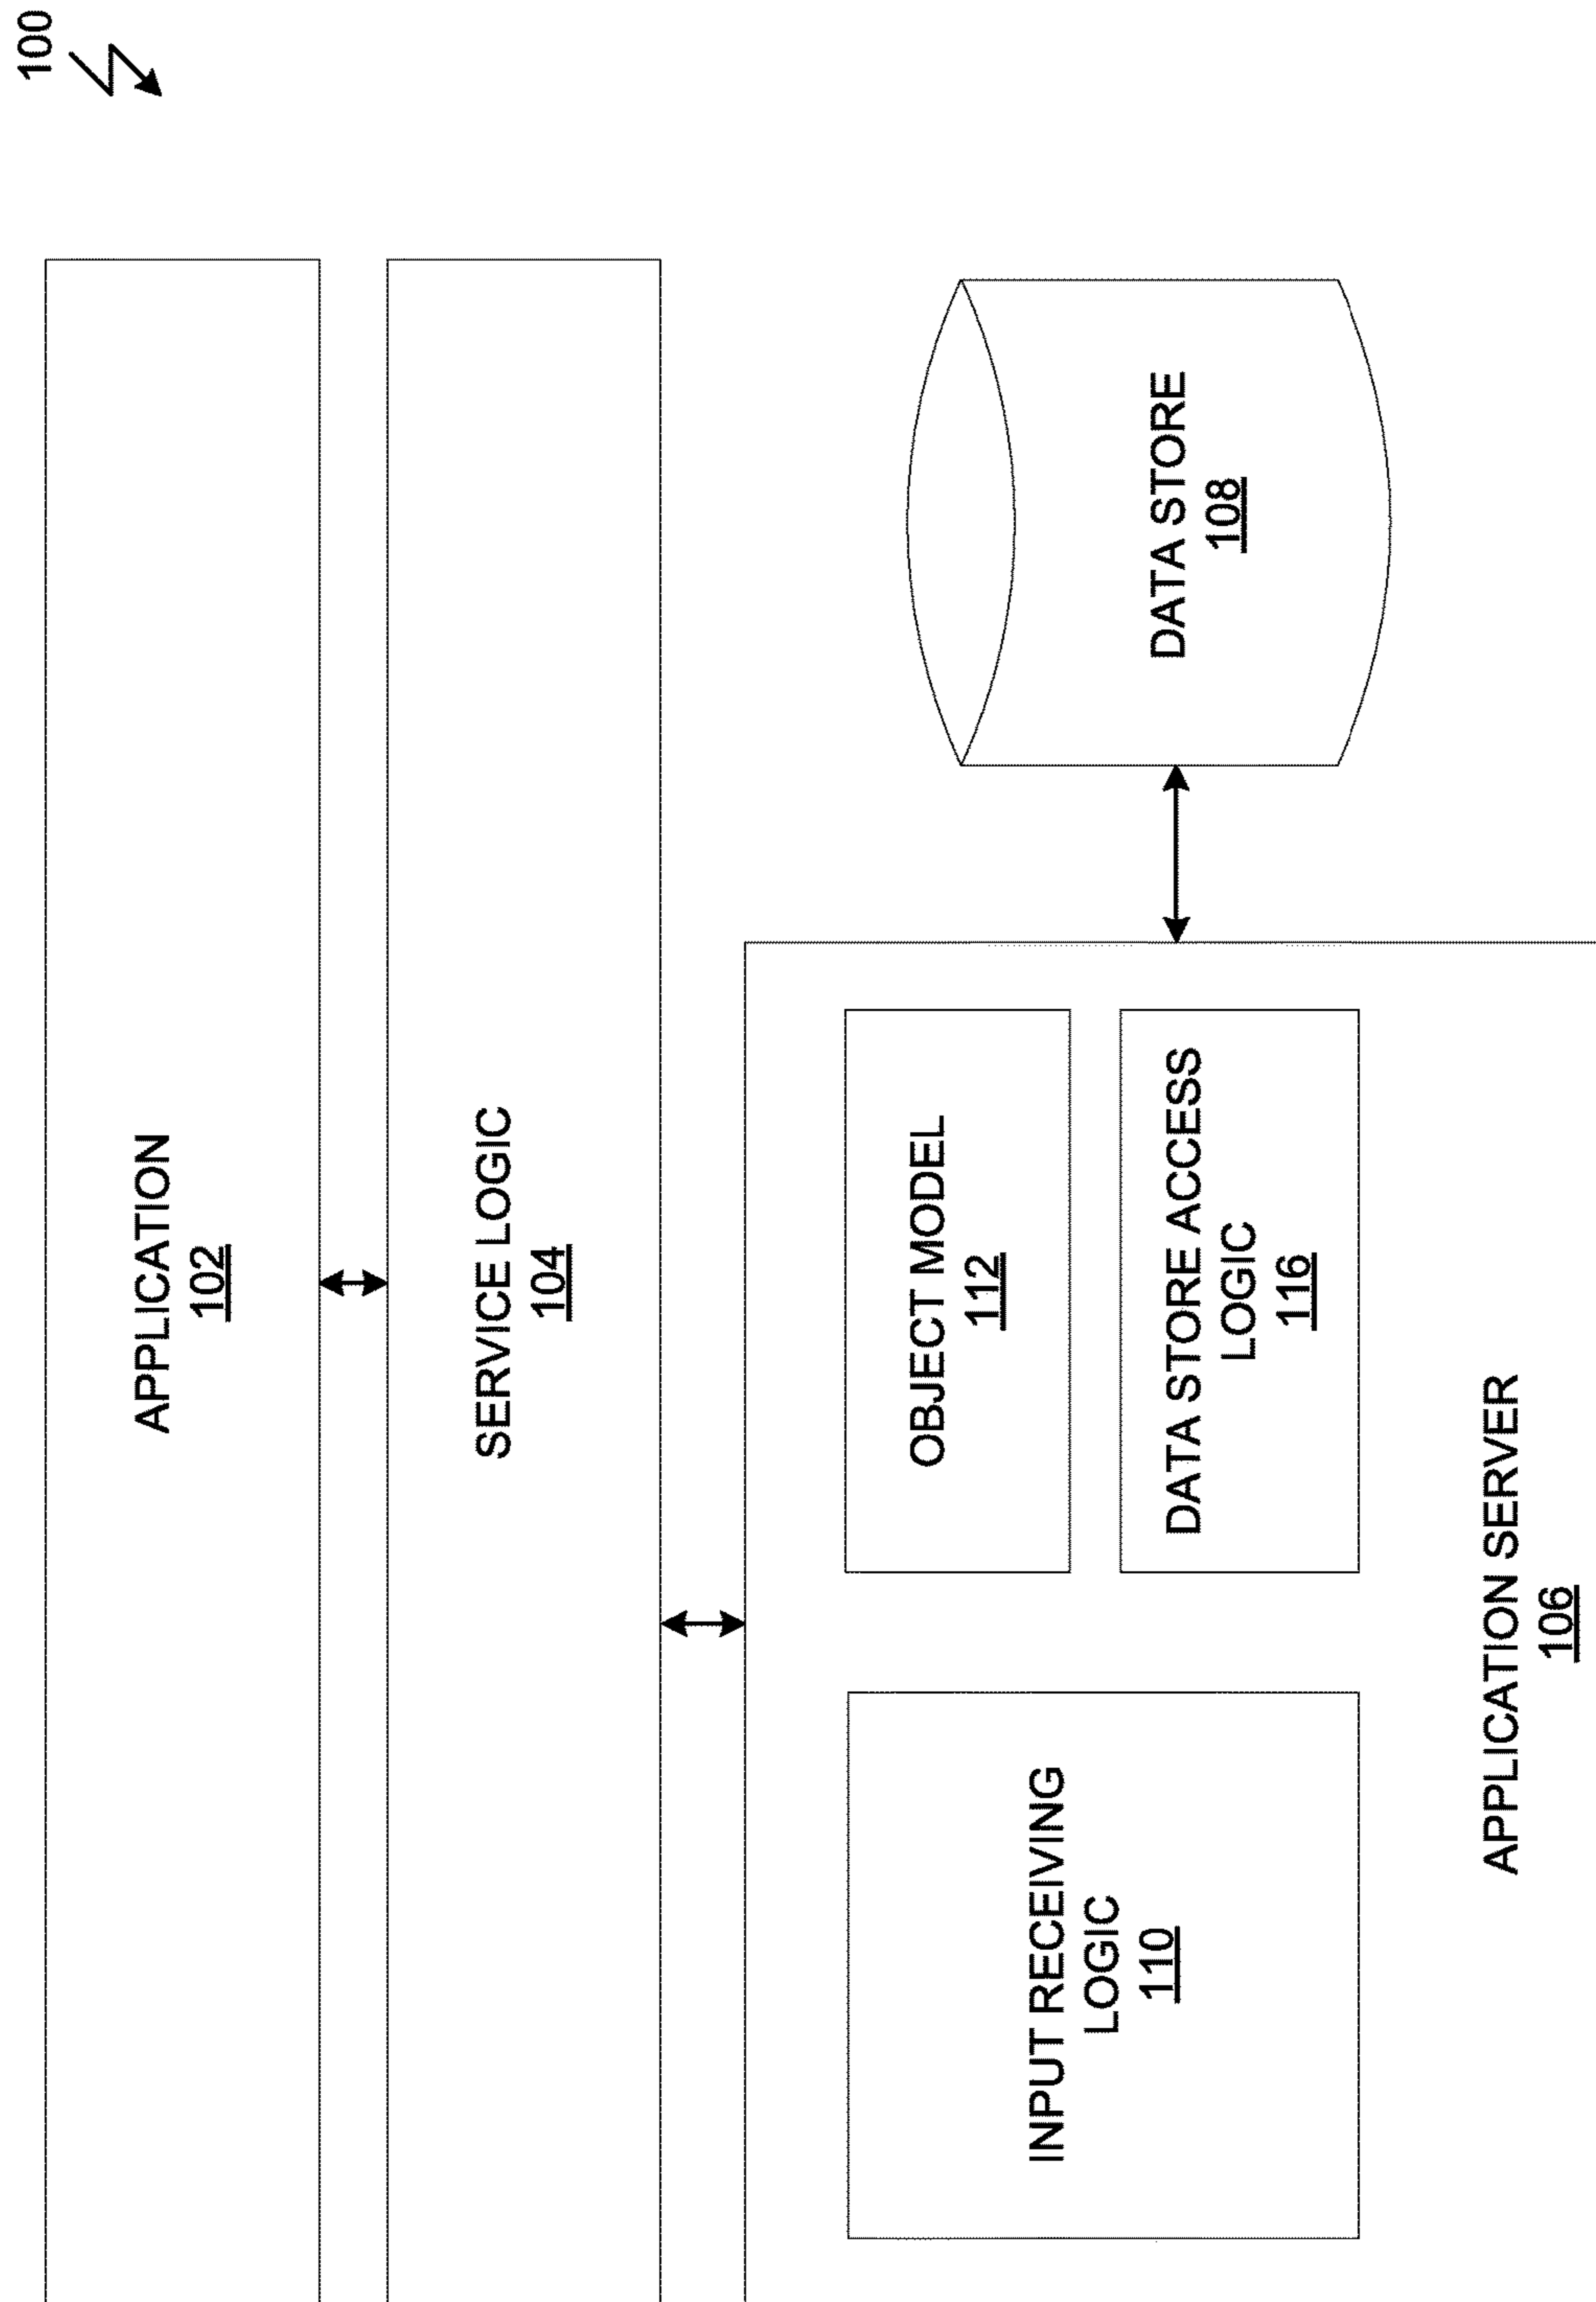 100
APPLICATION
102
SERVICE LOGIC
104
INPUT RECEIVING
LOGIC
110
OBJECT MODEL
112
DATA STORE ACCESS
LOGIC
116
APPLICATION SERVER
106
DATA STORE
108